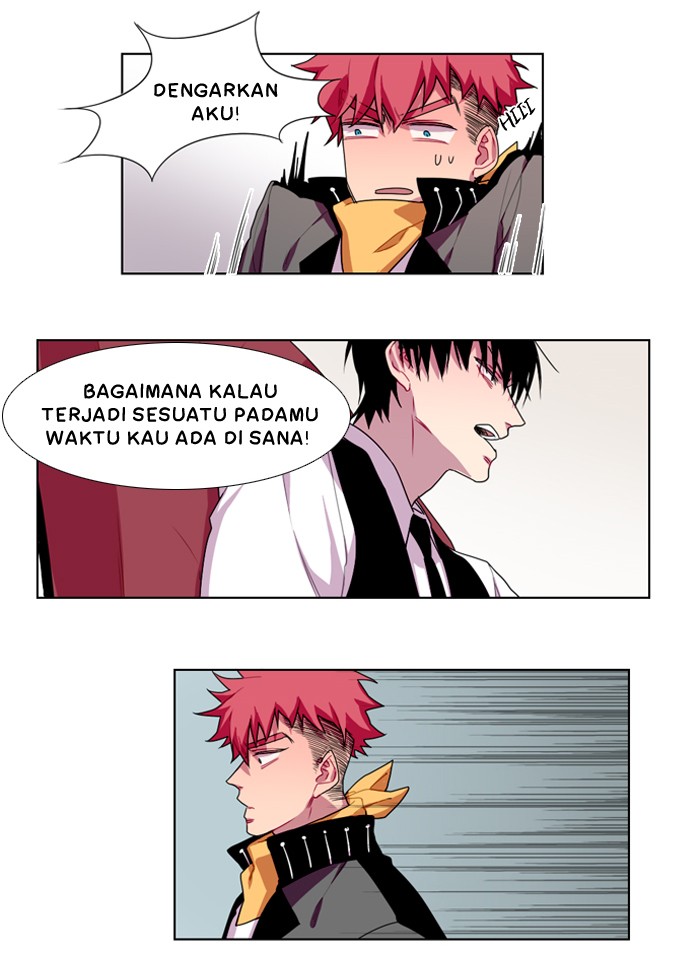 DENGARKAN
AKU!
HIII
BAGAIMANA KALAU
TERJADI SESUATU PADAMU
WAKTU KAU ADA DI SANA!